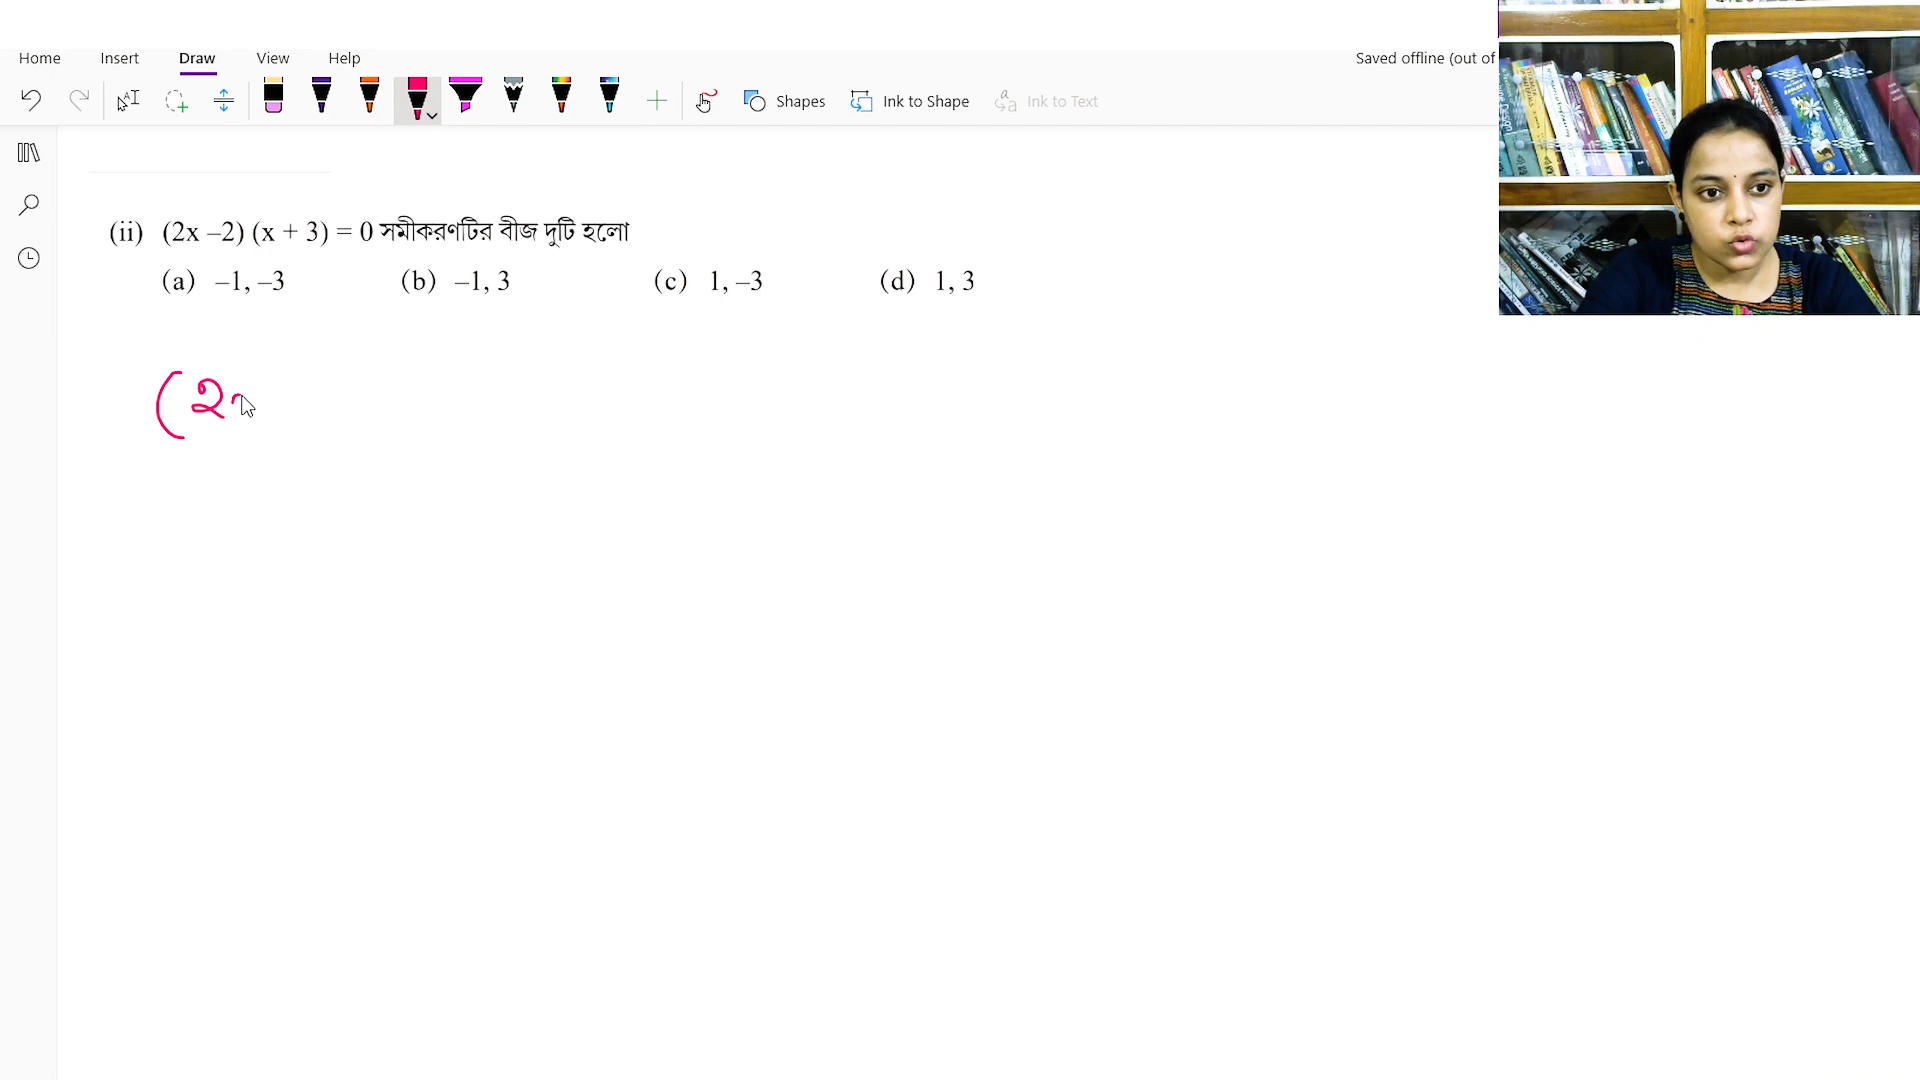 Home Insert Draw View Help Saved offline (out of
Shapes Ink to Shape Ink to Text
(ii) (2x –2) (x + 3) = 0 সমীকরণটির বীজ দুটি হলো
(a) –1, –3 (b) –1, 3 (c) 1, –3 (d) 1, 3
(2